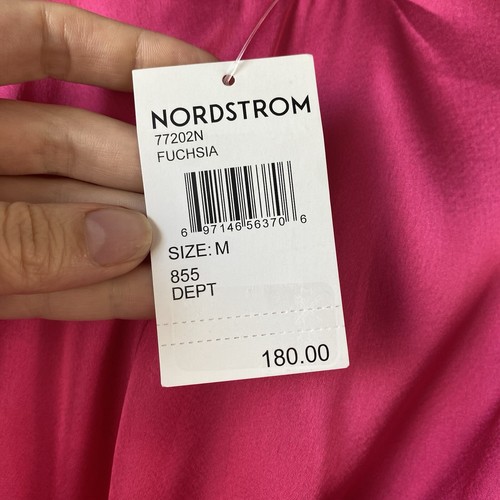 NORDSTROM
77202N
FUCHSIA
6 97146 56370 6
SIZE: M
855
DEPT
180.00